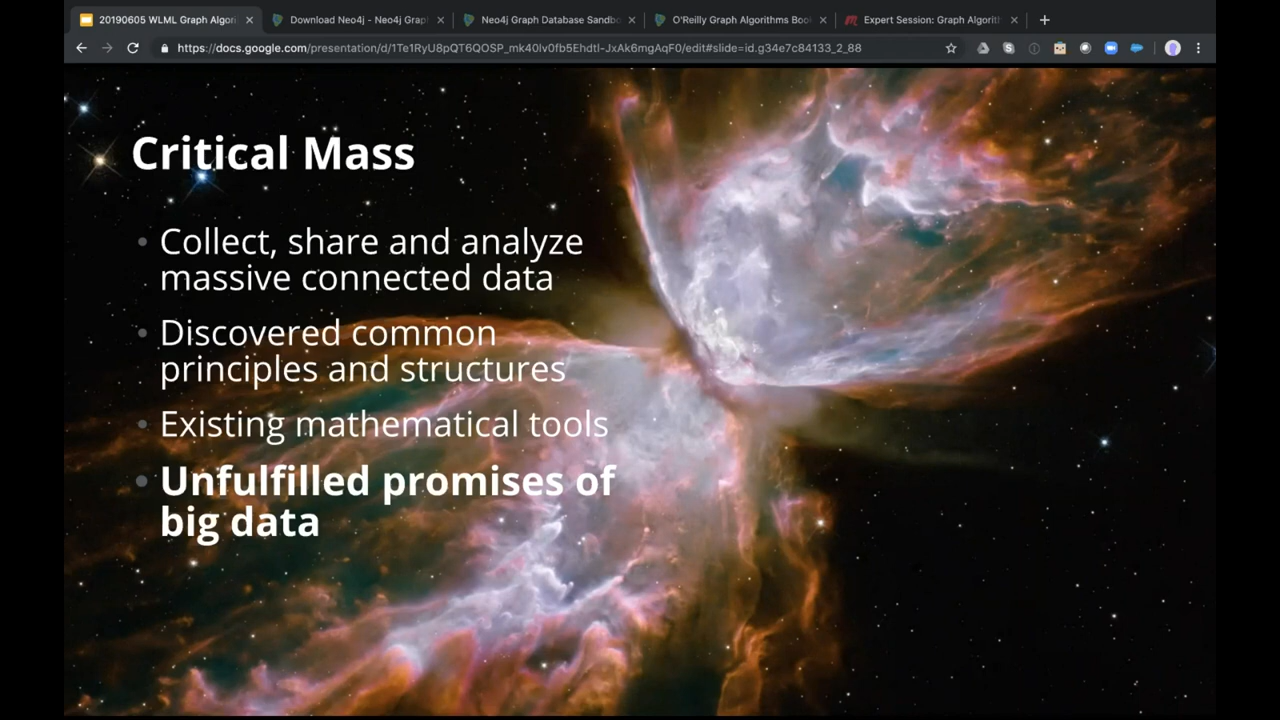 20190605 WLML Graph Algori
Download Neo4j - Neo4j Grap
Neo4j Graph Database Sandbo
O'Reilly Graph Algorithms Boo
Expert Session: Graph Algorith
https://docs.google.com/presentation/d/1Te1RyU8pQT6QOSP_mk40lv0fb5Ehdtl-JxAk6mgAqF0/edit#slide=id.g34e7c84133_2_88
Critical Mass
Collect, share and analyze
massive connected data
Discovered common
principles and structures
Existing mathematical tools
Unfulfilled promises of
big data